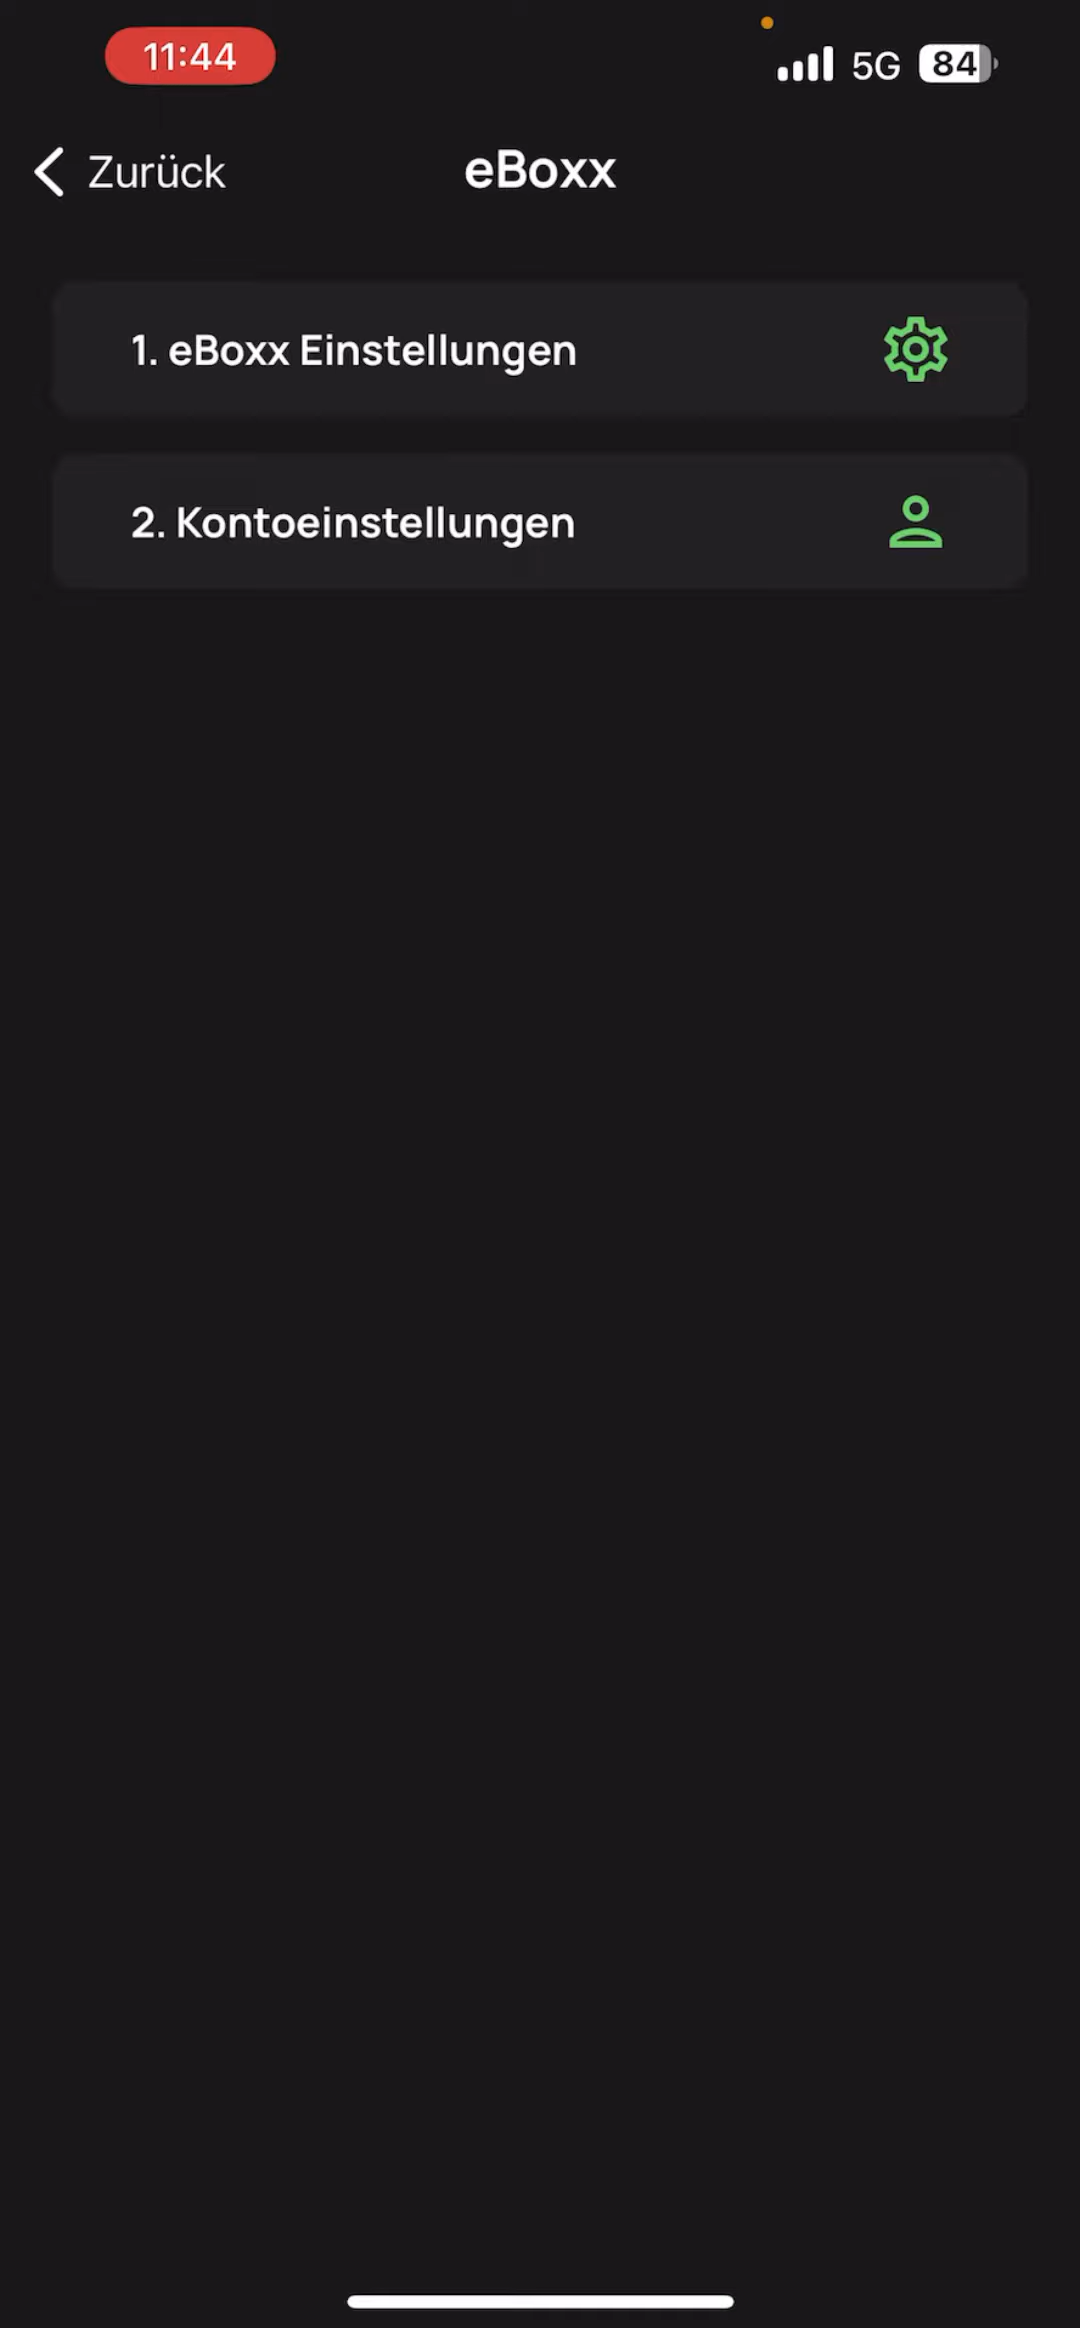 11:44
5G 84
Zurück
eBoxx
1. eBoxx Einstellungen
2. Kontoeinstellungen